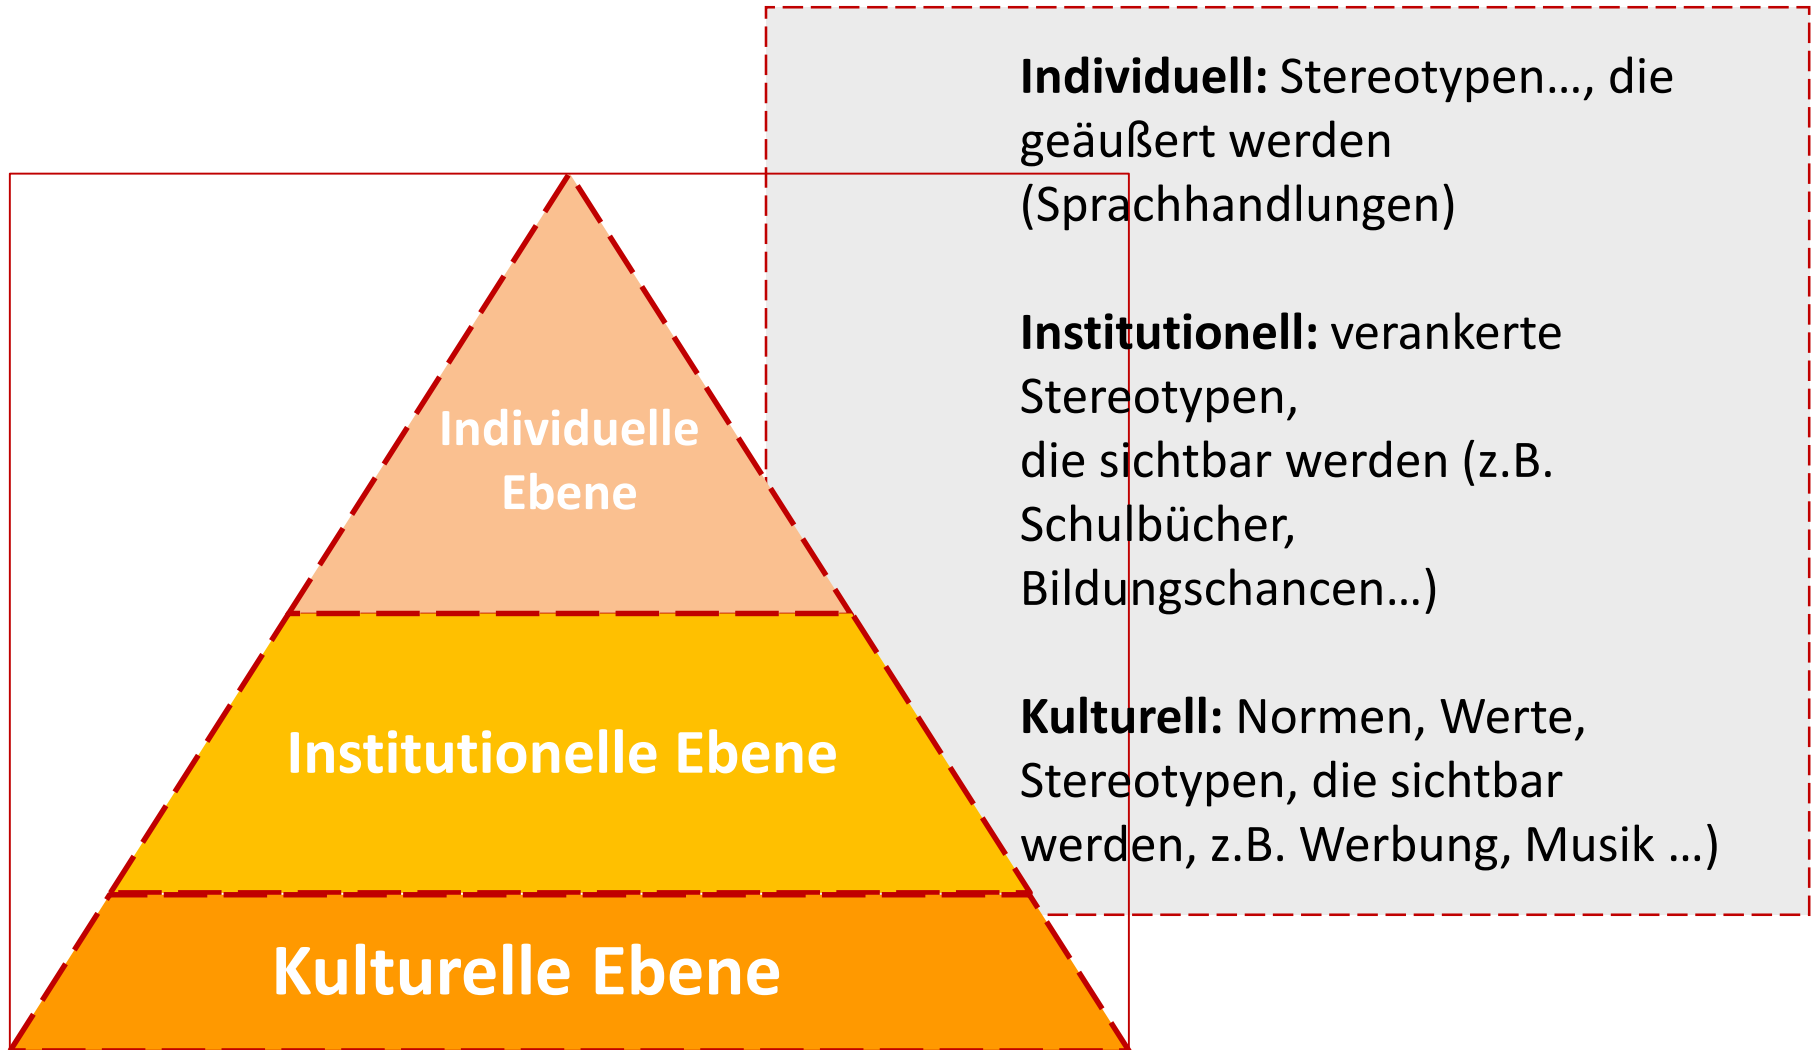 Individuell: Stereotypen…, die
geäußert werden
(Sprachhandlungen)
Institutionell: verankerte
Stereotypen,
die sichtbar werden (z.B.
Schulbücher,
Bildungschancen…)
Kulturell: Normen, Werte,
Stereotypen, die sichtbar
werden, z.B. Werbung, Musik …)
Individuelle
Ebene
Institutionelle Ebene
Kulturelle Ebene